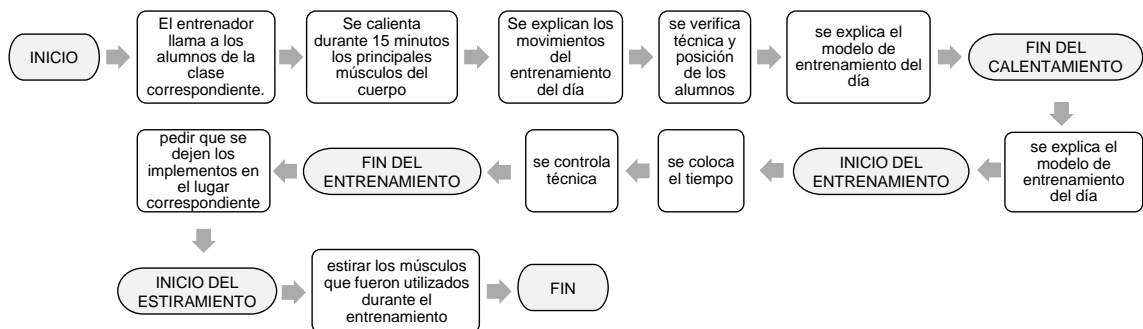 INICIO
El entrenador
llama a los
alumnos de la
clase
correspondiente.
Se calienta
durante 15 minutos
los principales
músculos del
cuerpo
Se explican los
movimientos
del
entrenamiento
del día
se verifica
técnica y
posición
de los
alumnos
se explica el
modelo de
entrenamiento del
día
FIN DEL
CALENTAMIENTO
se explica el
modelo de
entrenamiento
del día
INICIO DEL
ENTRENAMIENTO
se coloca
el tiempo
se controla
técnica
FIN DEL
ENTRENAMIENTO
pedir que se
dejen los
implementos en
el lugar
correspondiente
INICIO DEL
ESTIRAMIENTO
estirar los músculos
que fueron utilizados
durante el
entrenamiento
FIN